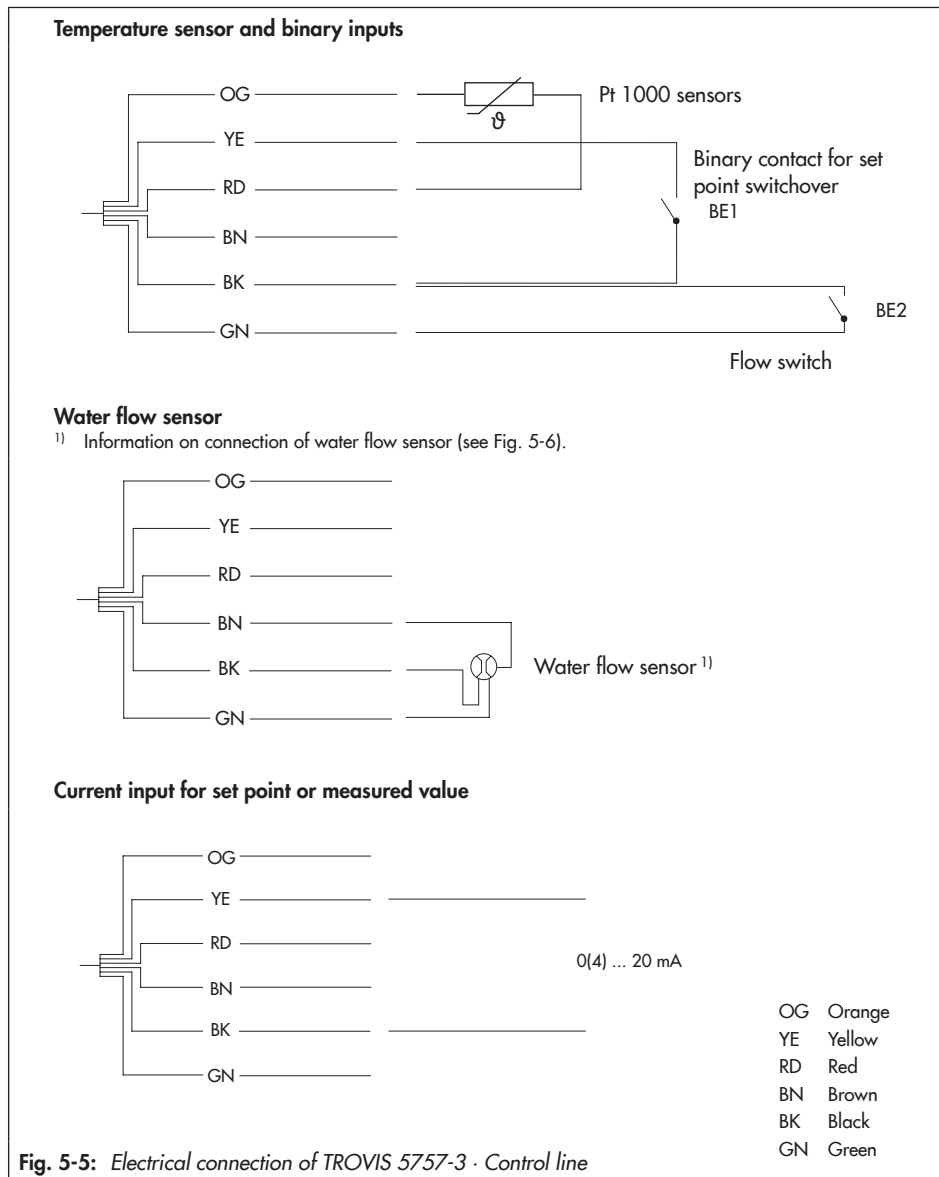 Temperature sensor and binary inputs
OG
Pt 1000 sensors
ϑ
YE
Binary contact for set
point switchover
RD
BE1
BN
BK
BE2
GN
Flow switch
Water flow sensor
1) Information on connection of water flow sensor (see Fig. 5-6).
OG
YE
RD
BN
BK
Water flow sensor 1)
GN
Current input for set point or measured value
OG
YE
RD
0(4) ... 20 mA
BN
BK
GN
OG Orange
YE Yellow
RD Red
BN Brown
BK Black
GN Green
Fig. 5-5: Electrical connection of TROVIS 5757-3 · Control line